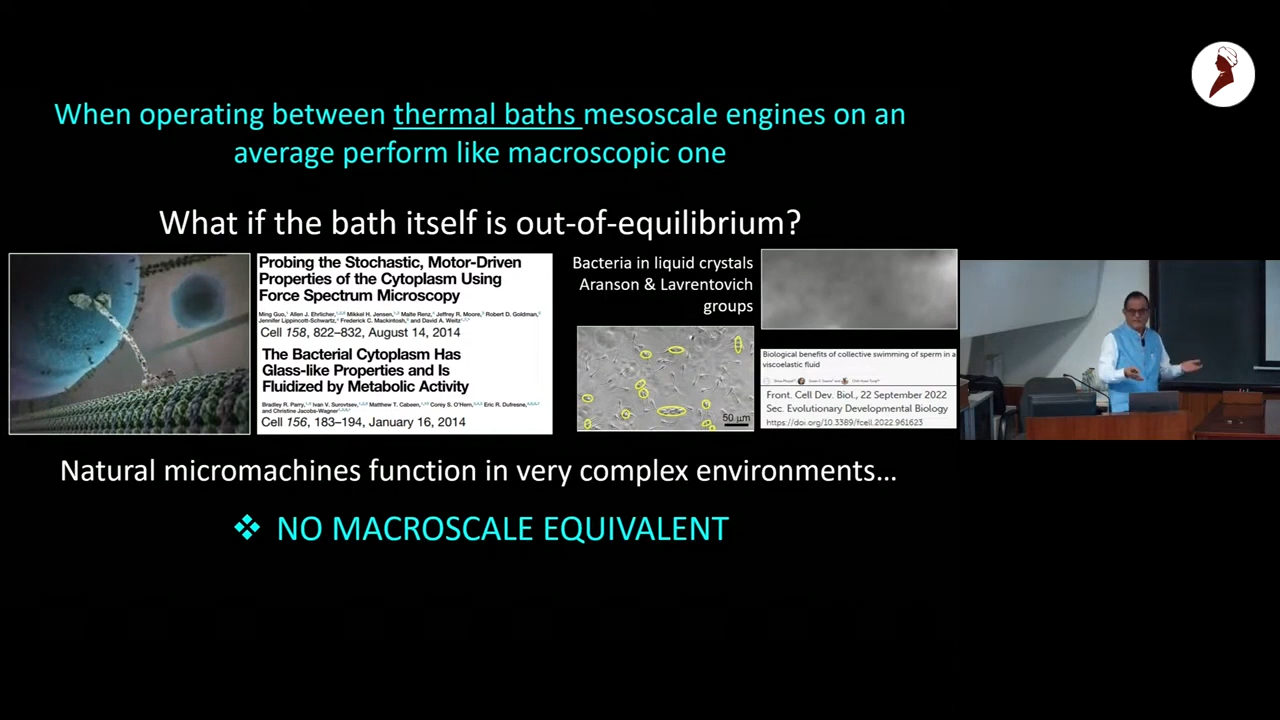 When operating between thermal baths mesoscale engines on an
average perform like macroscopic one
What if the bath itself is out-of-equilibrium?
Probing the Stochastic, Motor-Driven
Properties of the Cytoplasm Using
Force Spectrum Microscopy
Ming Guo, Allen J. Ehrlicher, Mikkel H. Jensen, Malte Renz, Jeffrey R. Moore, Robert D. Goldman,
Jennifer Lippincott-Schwartz, Frederick C. Mackintosh, and David A. Weitz
Cell 158, 822–832, August 14, 2014
The Bacterial Cytoplasm Has
Glass-like Properties and Is
Fluidized by Metabolic Activity
Bradley R. Parry, Ivan V. Surovtsev, Matthew T. Cabeen, Corey S. O'Hern, Eric R. Dufresne,
and Christine Jacobs-Wagner
Cell 156, 183–194, January 16, 2014
Bacteria in liquid crystals
Aranson & Lavrentovich
groups
50 µm
Biological benefits of collective swimming of sperm in a
viscoelastic fluid
Front. Cell Dev. Biol., 22 September 2022
Sec. Evolutionary Developmental Biology
https://doi.org/10.3389/fcell.2022.961623
Natural micromachines function in very complex environments…
❖ NO MACROSCALE EQUIVALENT